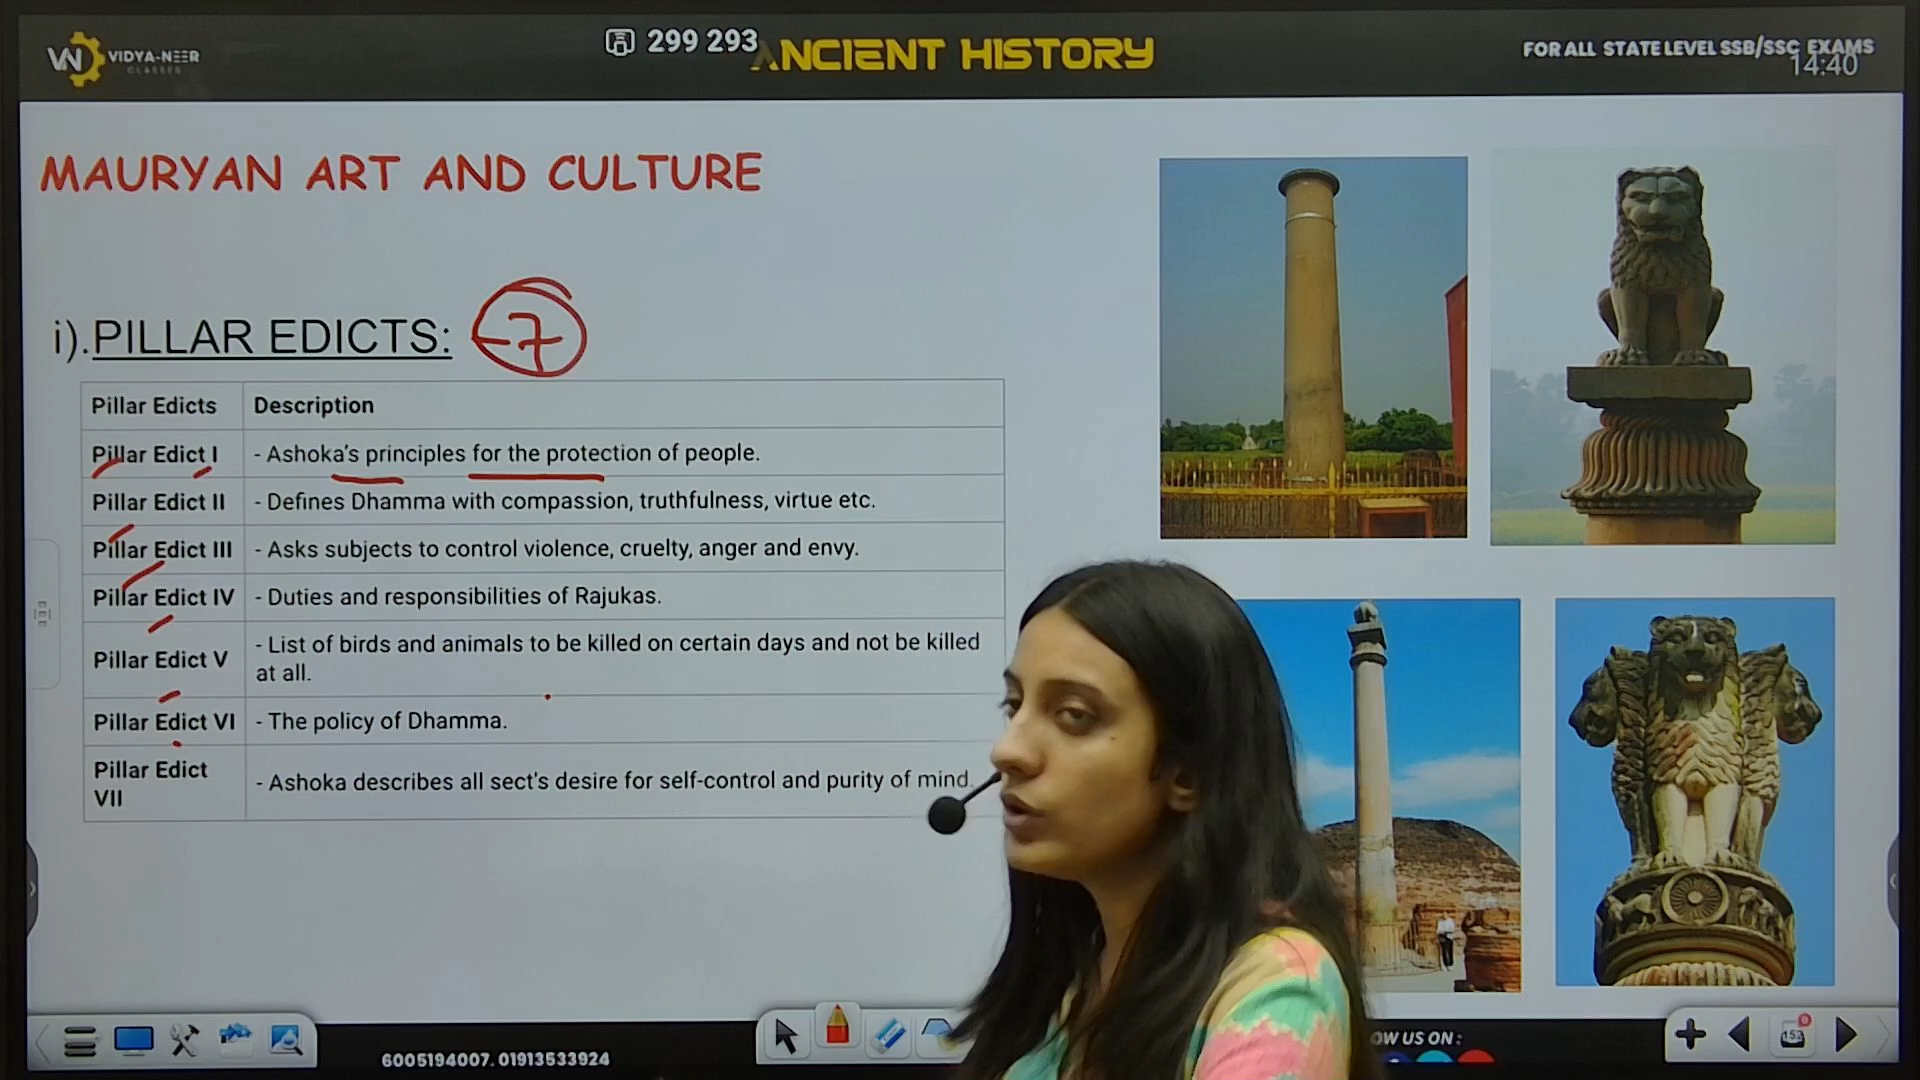 VN VIDYA-NEER
CLASSES
299 293
ANCIENT HISTORY
FOR ALL STATE LEVEL SSB/SSC EXAMS
14:40
MAURYAN ART AND CULTURE
i).PILLAR EDICTS: -7
Pillar Edicts Description
Pillar Edict I - Ashoka's principles for the protection of people.
Pillar Edict II - Defines Dhamma with compassion, truthfulness, virtue etc.
Pillar Edict III - Asks subjects to control violence, cruelty, anger and envy.
Pillar Edict IV - Duties and responsibilities of Rajukas.
Pillar Edict V - List of birds and animals to be killed on certain days and not be killed
at all.
Pillar Edict VI - The policy of Dhamma.
Pillar Edict
VII - Ashoka describes all sect's desire for self-control and purity of mind.
6005194007. 01913533924
OW US ON :
152
0